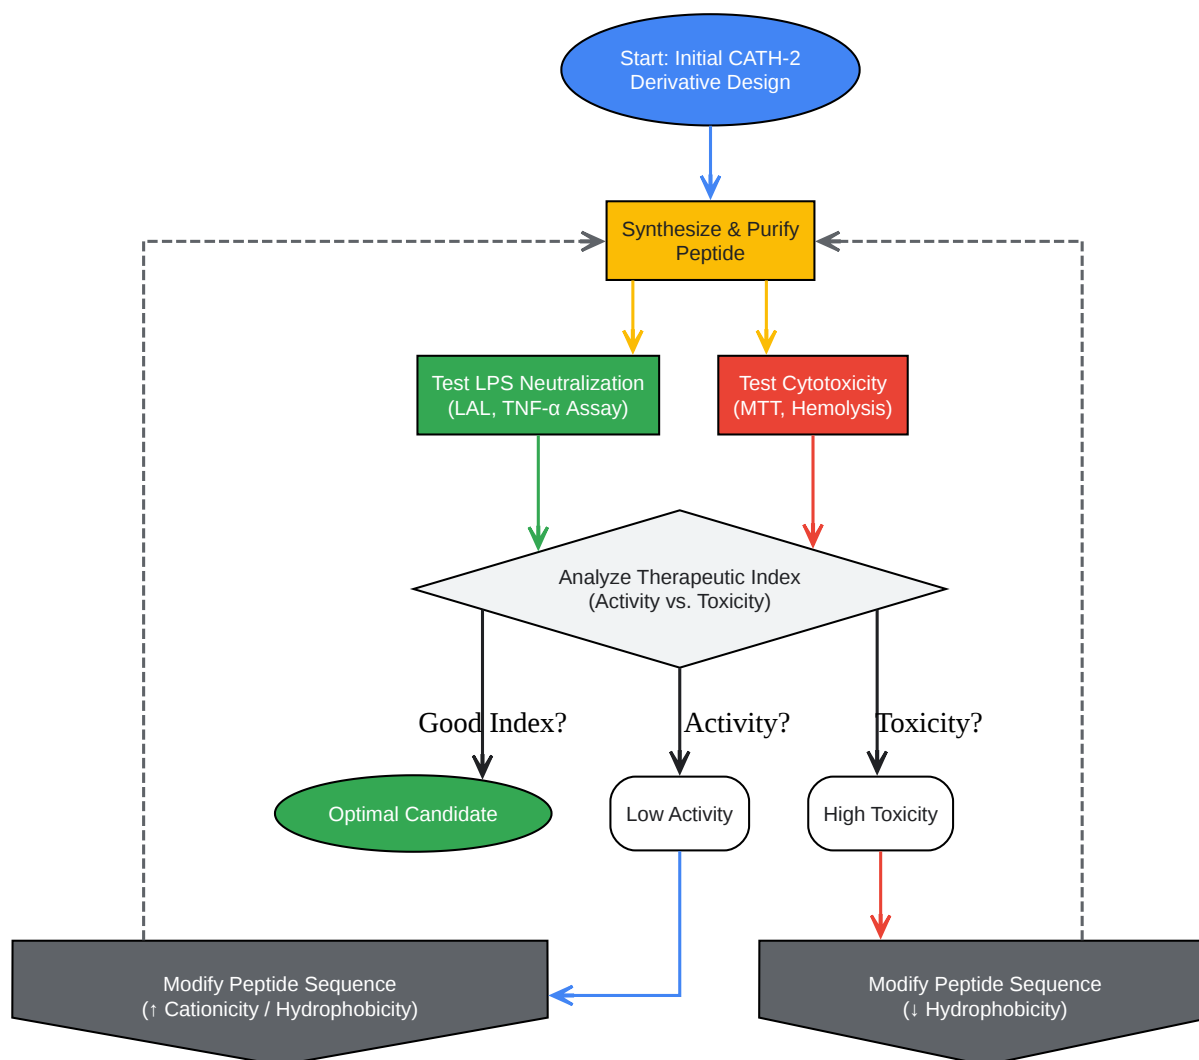 Start: Initial CATH-2
Derivative Design
Synthesize & Purify
Peptide
Test LPS Neutralization
(LAL, TNF-α Assay)
Test Cytotoxicity
(MTT, Hemolysis)
Analyze Therapeutic Index
(Activity vs. Toxicity)
Good Index?
Activity?
Toxicity?
Optimal Candidate
Low Activity
High Toxicity
Modify Peptide Sequence
(↑ Cationicity / Hydrophobicity)
Modify Peptide Sequence
(↓ Hydrophobicity)